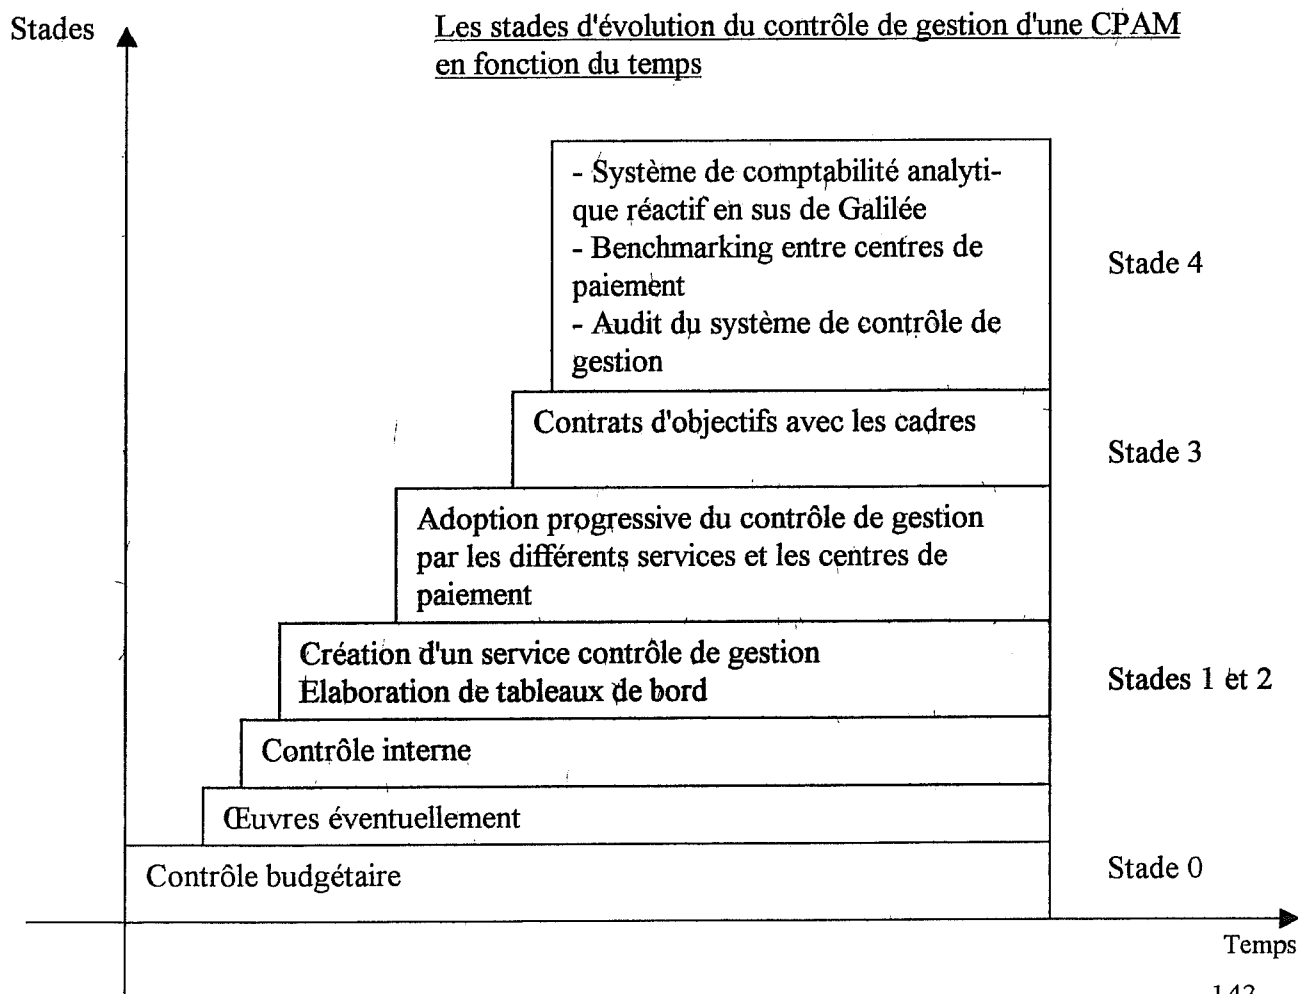 Stades
Les stades d'évolution du contrôle de gestion d'une CPAM
en fonction du temps
- Système de comptabilité analyti-
que réactif en sus de Galilée
- Benchmarking entre centres de
paiement
- Audit du système de contrôle de
gestion
Stade 4
Contrats d'objectifs avec les cadres
Stade 3
Adoption progressive du contrôle de gestion
par les différents services et les centres de
paiement
Création d'un service contrôle de gestion
Elaboration de tableaux de bord
Stades 1 et 2
Contrôle interne
Œuvres éventuellement
Contrôle budgétaire
Stade 0
Temps